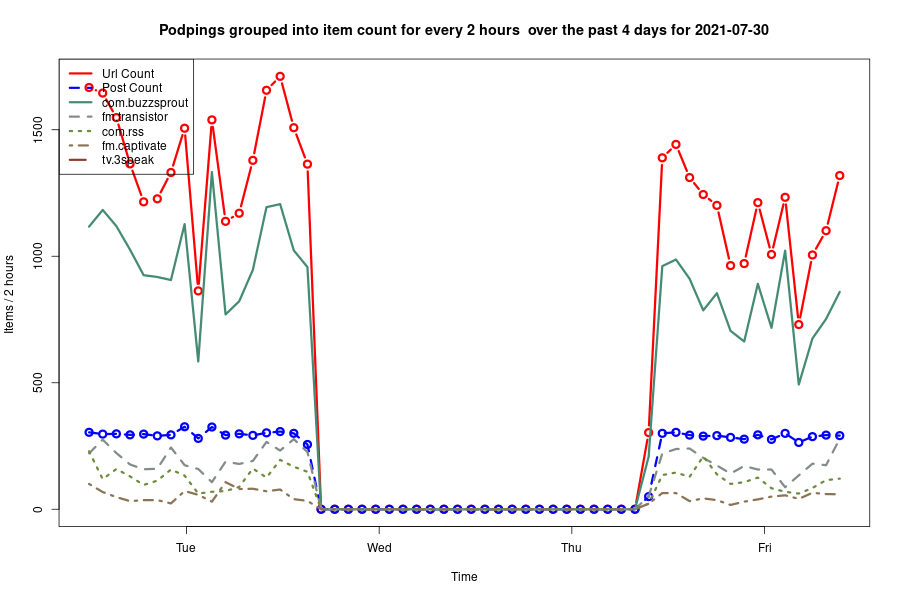 Podpings grouped into item count for every 2 hours  over the past 4 days for 2021-07-30
Url Count
Post Count
com.buzzsprout
fm.transistor
com.rss
fm.captivate
tv.3speak
1500
1000
500
0
Items / 2 hours
Tue
Wed
Thu
Fri
Time